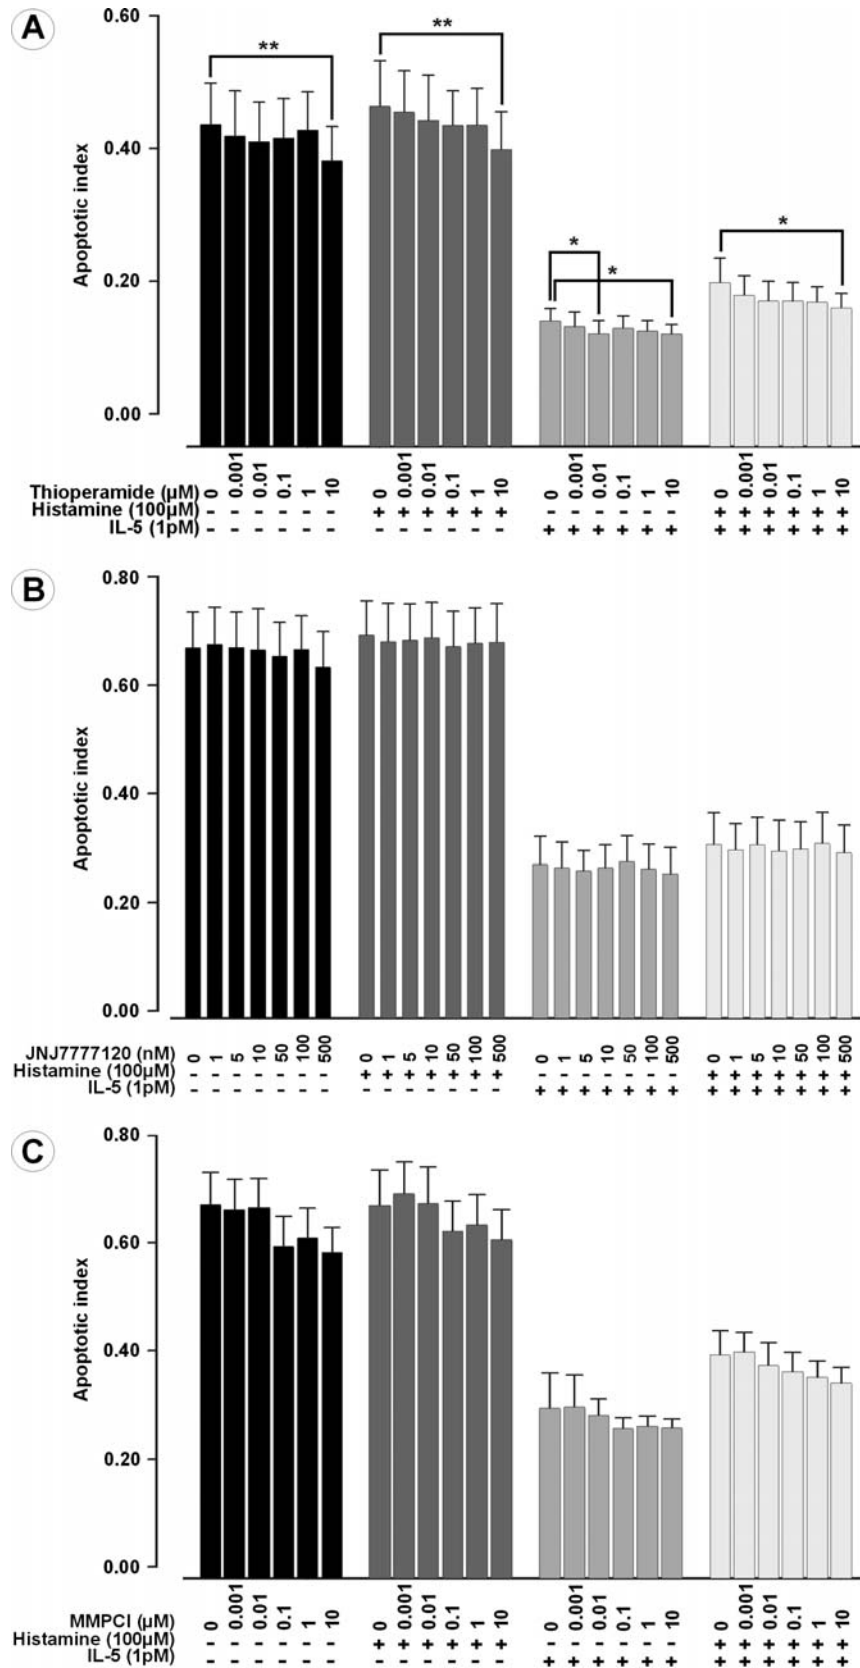 A
0.60
**
**
0.40
Apoptotic index
*
*
*
0.20
0.00
Thioperamide (µM) 0 0.001 0.01 0.1 1 10 0 0.001 0.01 0.1 1 10 0 0.001 0.01 0.1 1 10 0 0.001 0.01 0.1 1 10
Histamine (100µM) - - - - - - + + + + + + - - - - - - + + + + + +
IL-5 (1pM) - - - - - - - - - - - - + + + + + + + + + + + +
B
0.80
0.60
Apoptotic index
0.40
0.20
0.00
JNJ7777120 (nM) 0 1 5 10 50 100 500 0 1 5 10 50 100 500 0 1 5 10 50 100 500 0 1 5 10 50 100 500
Histamine (100µM) - - - - - - - + + + + + + + - - - - - - - + + + + + + +
IL-5 (1pM) - - - - - - - - - - - - - - + + + + + + + + + + + + + +
C
0.80
0.60
Apoptotic index
0.40
0.20
0.00
MMPCI (µM) 0 0.001 0.01 0.1 1 10 0 0.001 0.01 0.1 1 10 0 0.001 0.01 0.1 1 10 0 0.001 0.01 0.1 1 10
Histamine (100µM) - - - - - - + + + + + + - - - - - - + + + + + +
IL-5 (1pM) - - - - - - - - - - - - + + + + + + + + + + + +